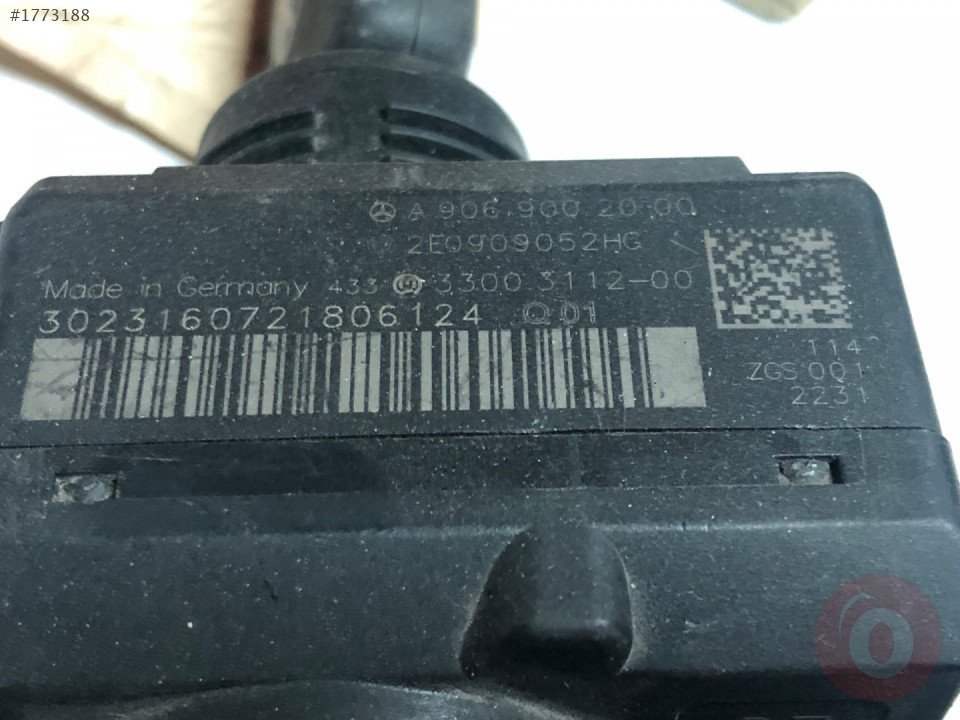 #1773188
A 906 900 20 00
2E0909052HG
Made in Germany 433 3300 3112-00
3023160721806124 Q01
114
ZGS 001
2231